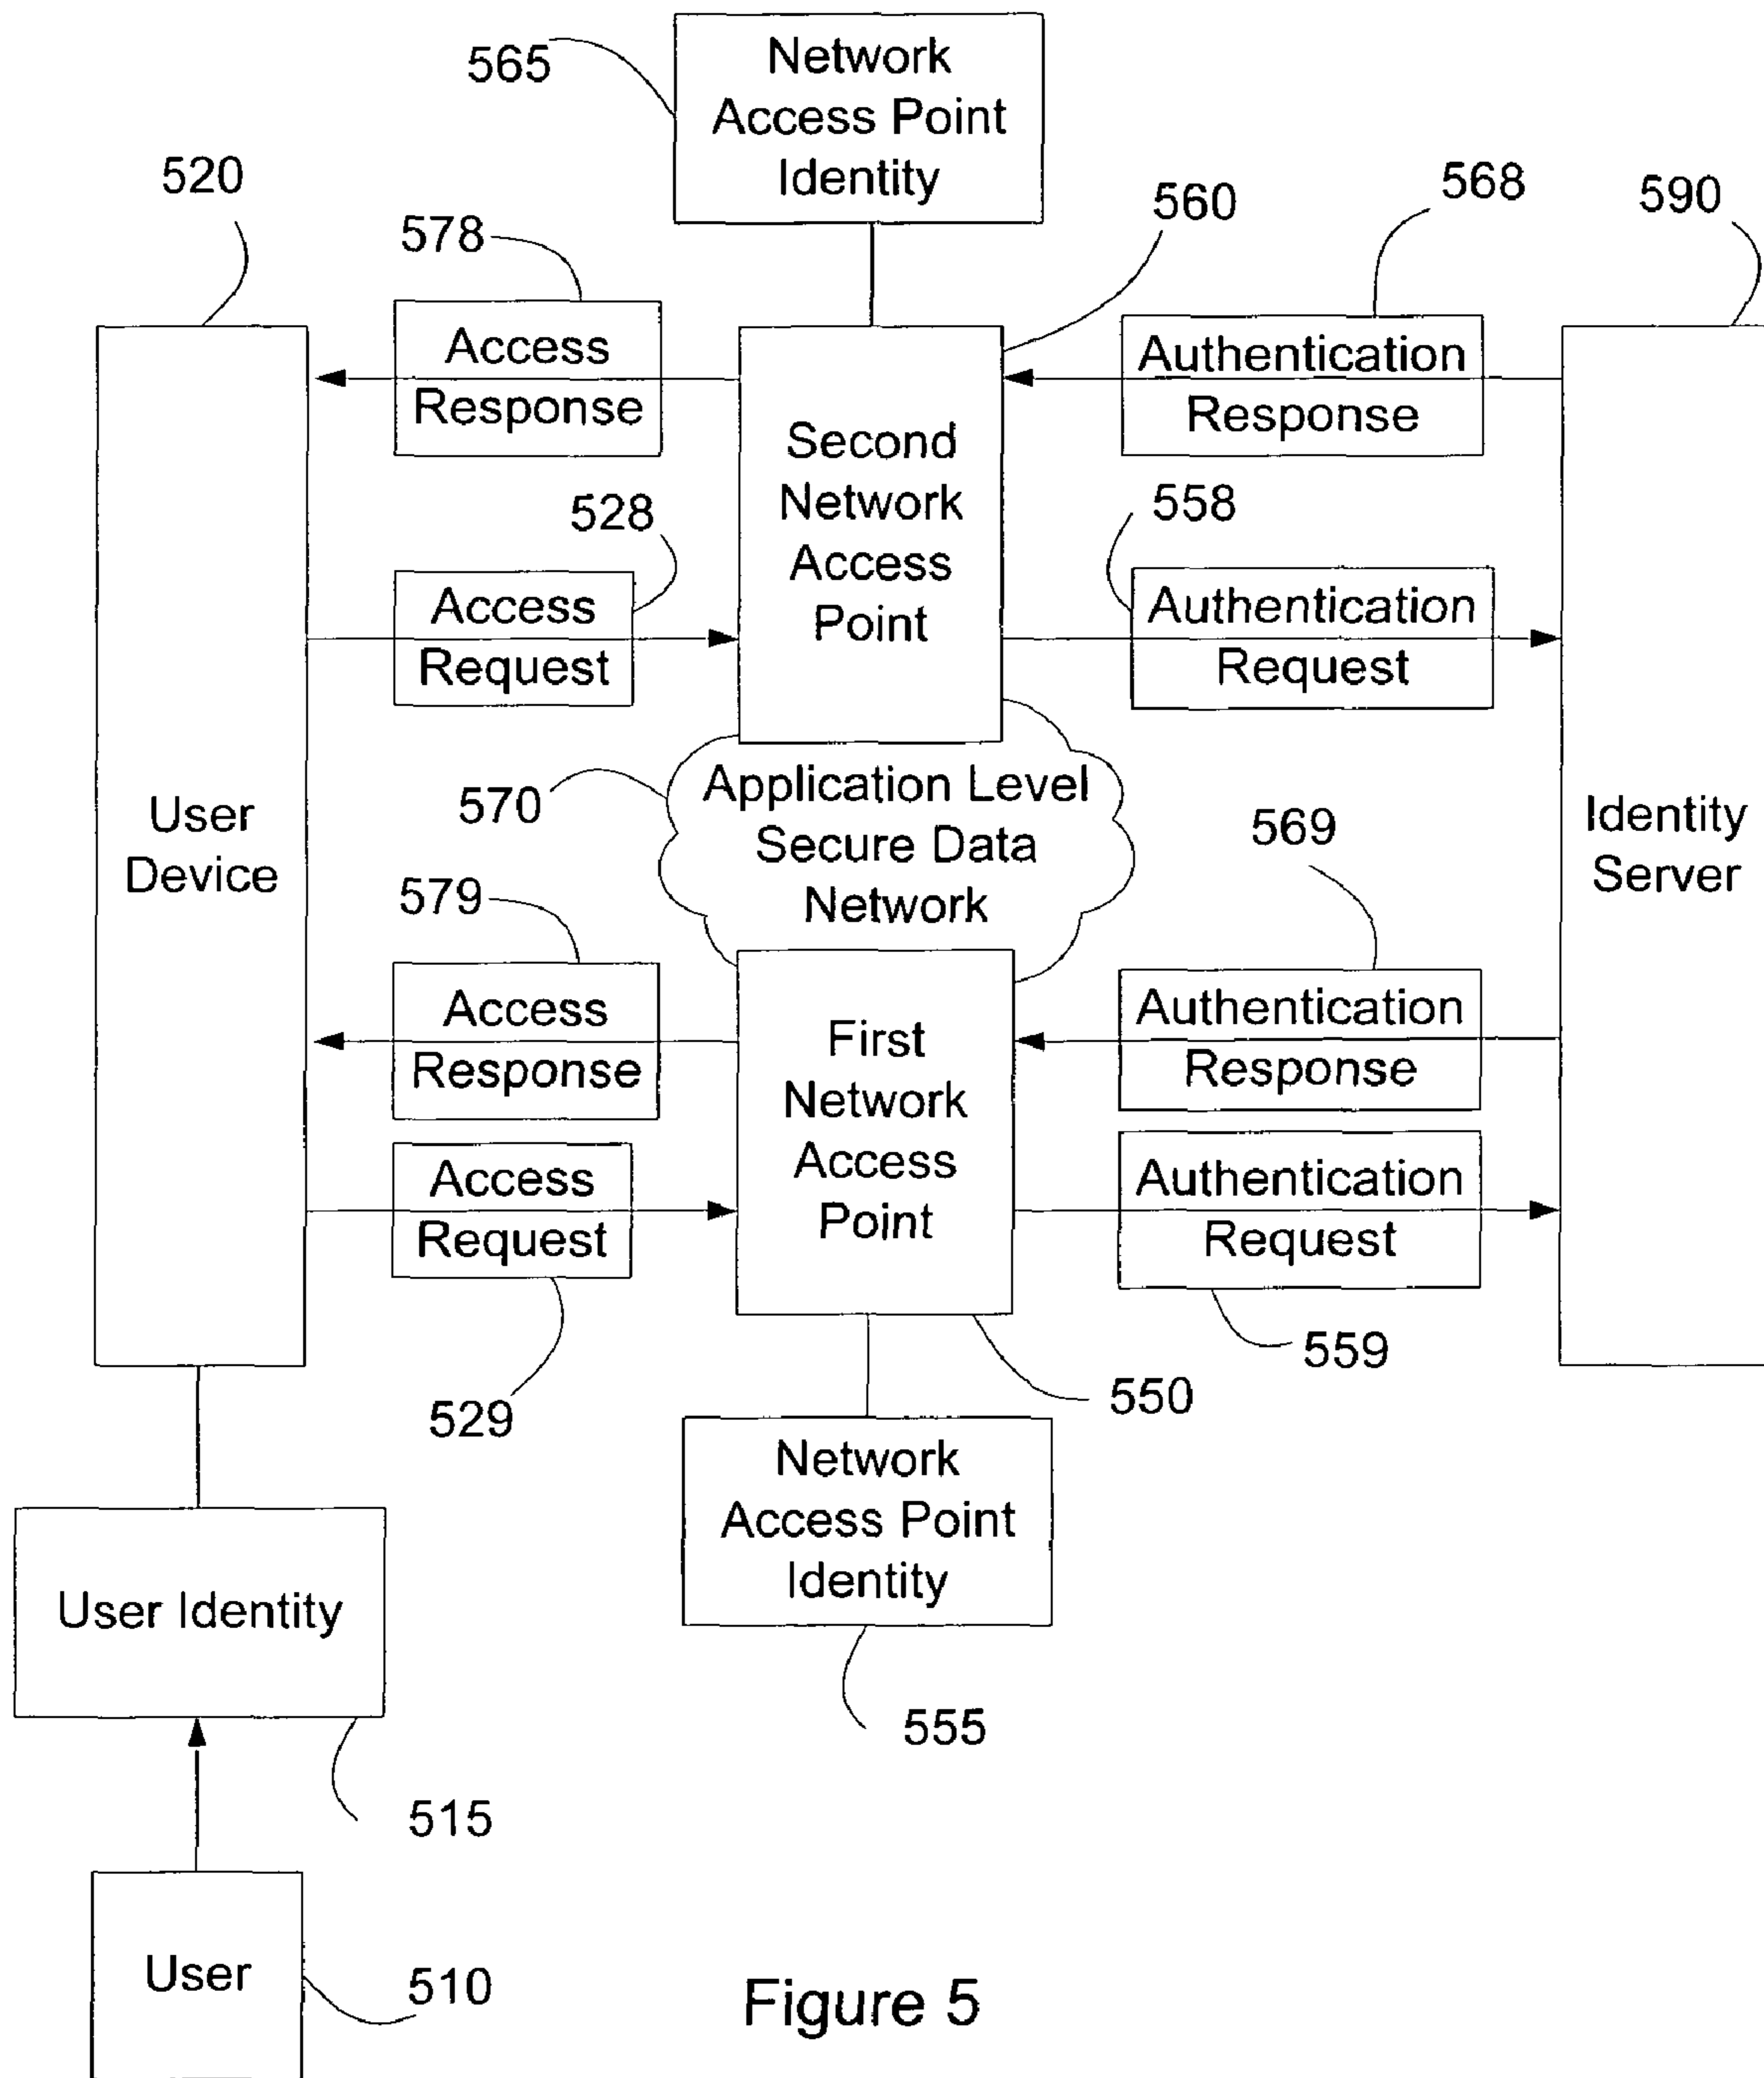 565
Network
Access Point
Identity
520
578
560
568
590
Access
Response
Authentication
Response
Second
Network
Access
Point
528
558
Access
Request
Authentication
Request
User
Device
570
Application Level
Secure Data
Network
569
Identity
Server
579
Access
Response
First
Network
Access
Point
Authentication
Response
Access
Request
Authentication
Request
529
559
550
Network
Access Point
Identity
User Identity
555
515
User
510
Figure 5